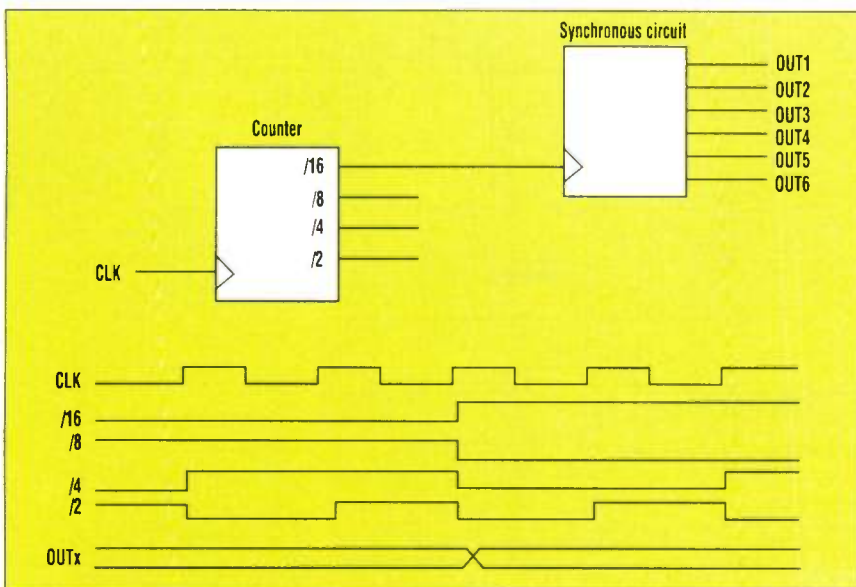 Synchronous circuit
OUT1
OUT2
OUT3
OUT4
OUT5
OUT6
Counter
/16
/8
/4
/2
CLK
CLK
/16
/8
/4
/2
OUTx